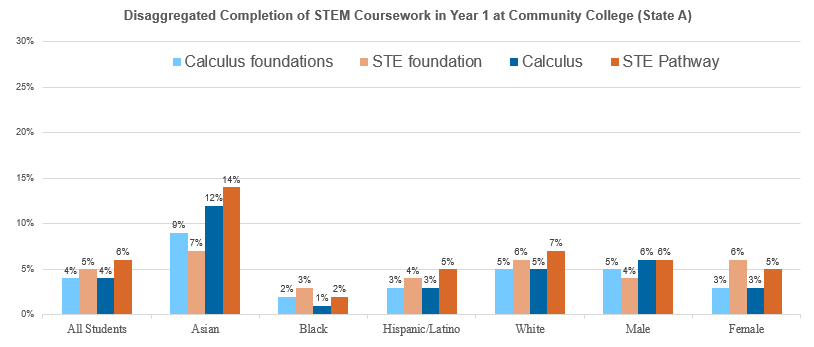 Disaggregated Completion of STEM Coursework in Year 1 at Community College (State A)
30%
Calculus foundations STE foundation Calculus STE Pathway
25%
20%
15%
10%
5%
0%
4% 5% 4% 6%
9% 7% 12% 14%
2% 3% 1% 2%
3% 4% 3% 5%
5% 6% 5% 7%
5% 4% 6% 6%
3% 6% 3% 5%
All Students Asian Black Hispanic/Latino White Male Female